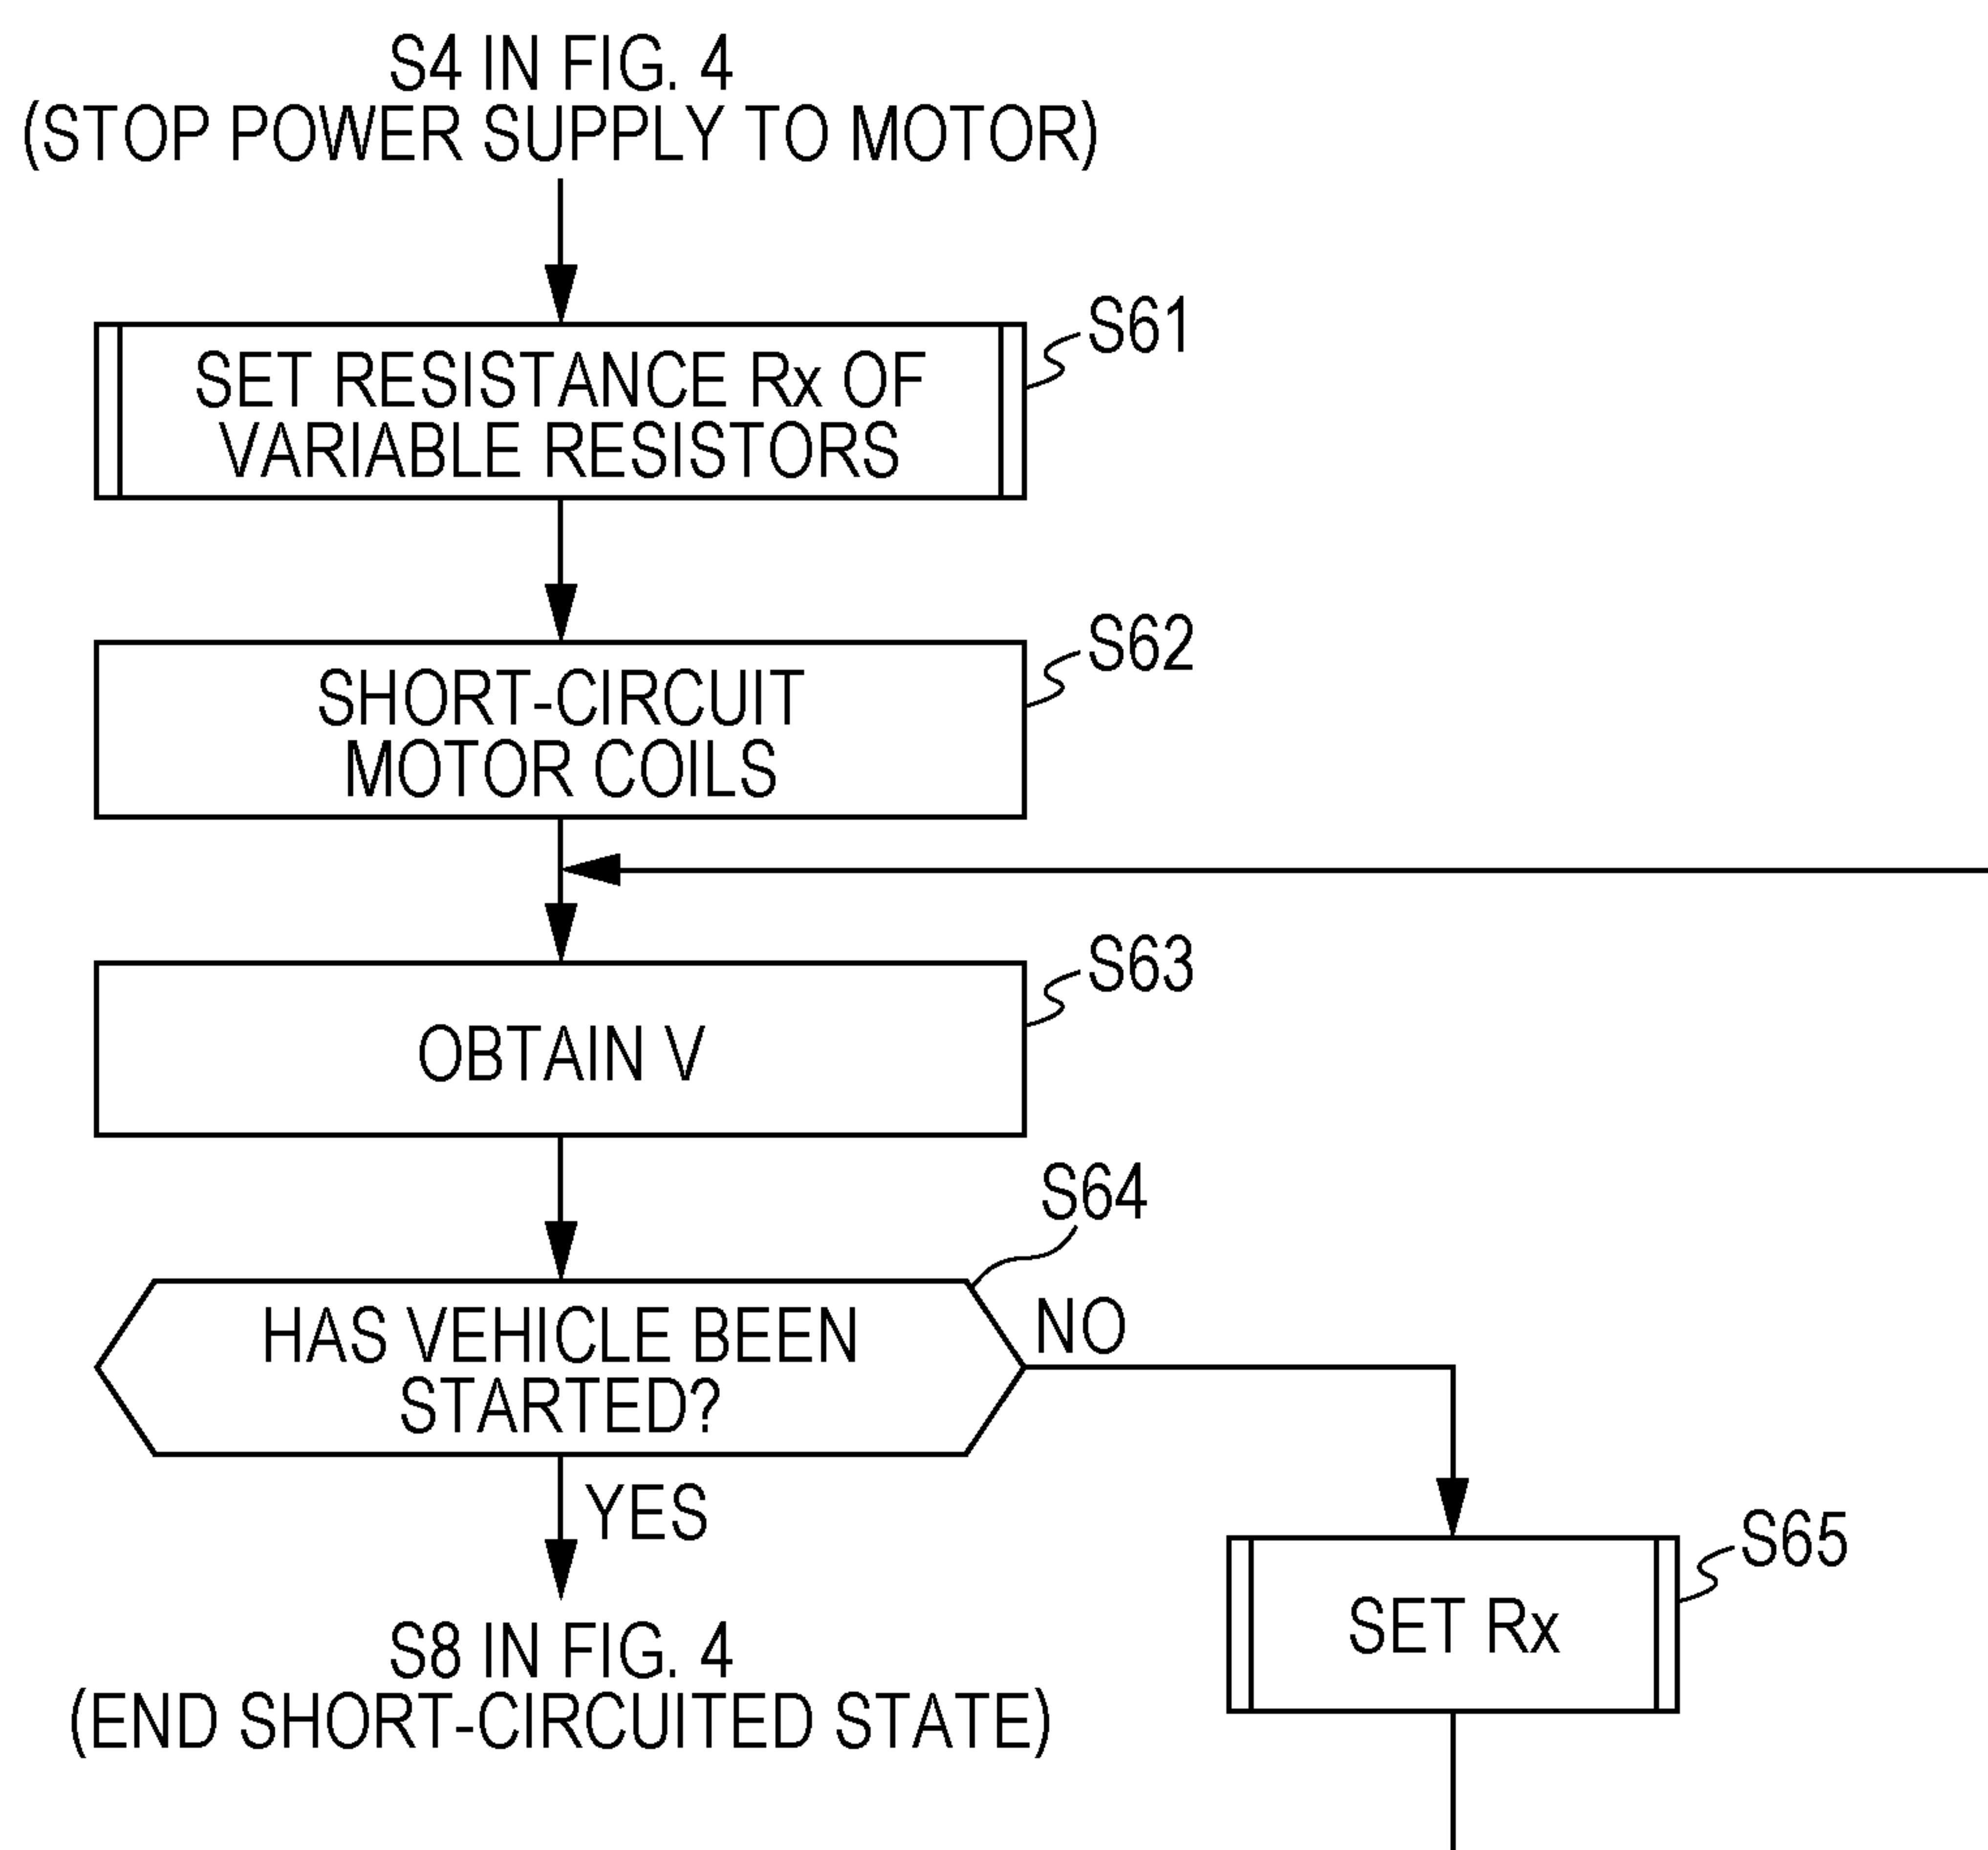 S4 IN FIG. 4
(STOP POWER SUPPLY TO MOTOR)
S61
SET RESISTANCE Rx OF
VARIABLE RESISTORS
S62
SHORT-CIRCUIT
MOTOR COILS
S63
OBTAIN V
S64
HAS VEHICLE BEEN
STARTED?
NO
YES
S65
SET Rx
S8 IN FIG. 4
(END SHORT-CIRCUITED STATE)